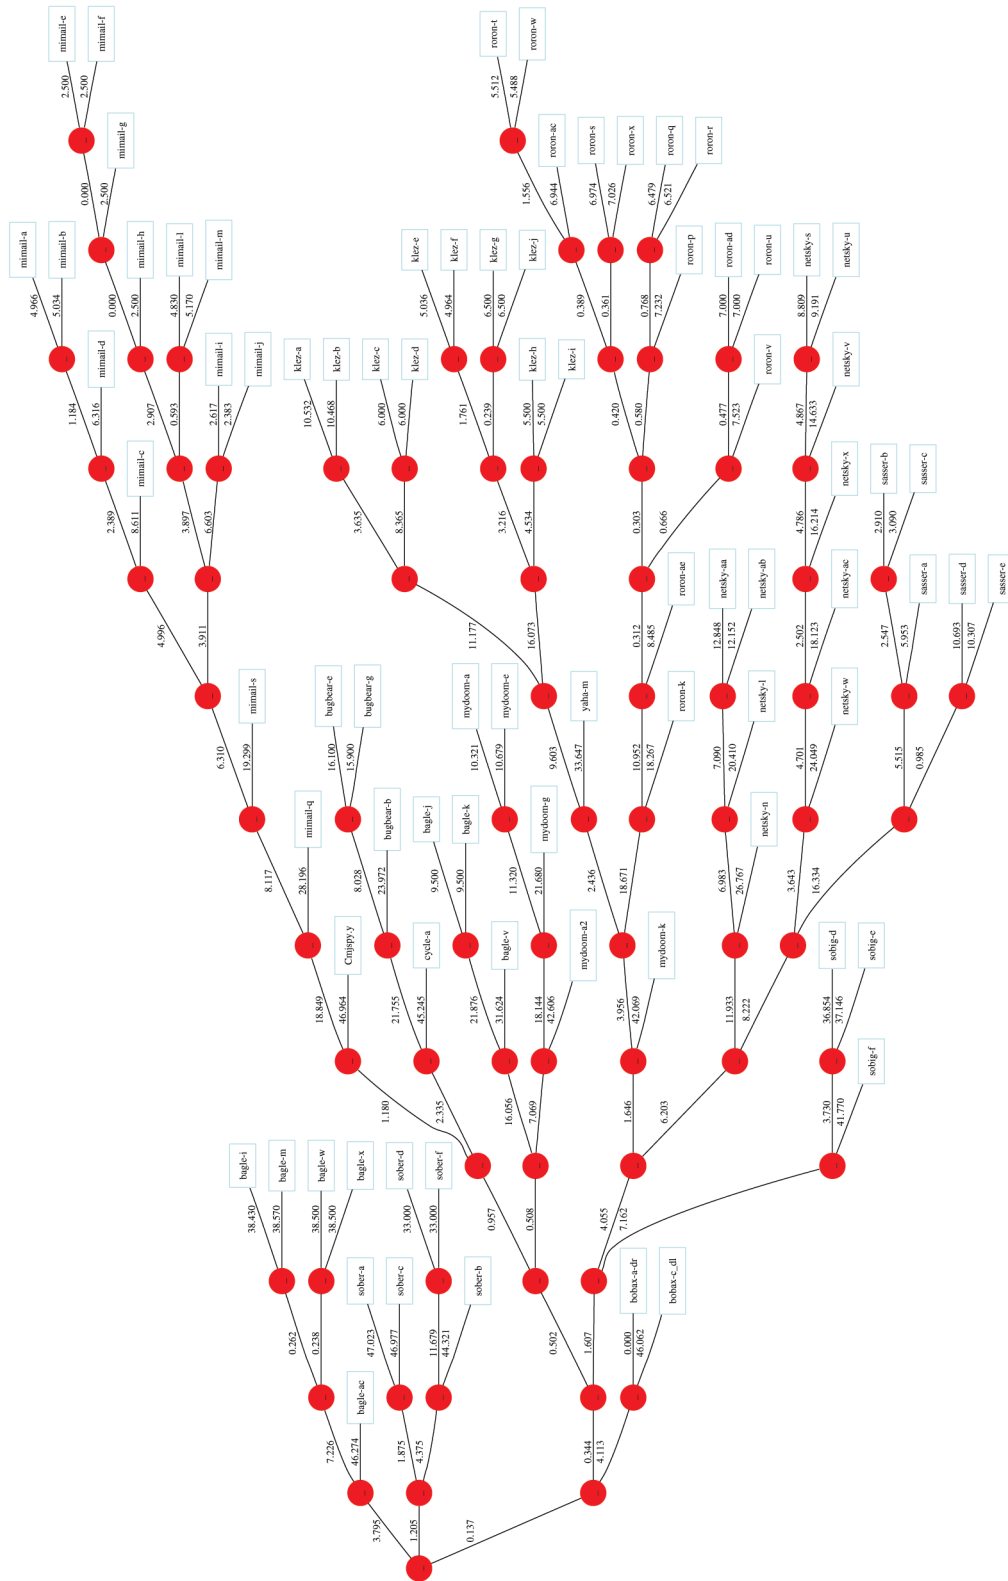 mimail-e
mimail-f
2.500
2.500
mimail-g
0.000
2.500
mimail-a
mimail-b
mimail-h
mimail-l
mimail-m
4.966
5.034
0.000
2.500
4.830
5.170
mimail-d
mimail-i
mimail-j
1.184
6.316
2.907
0.593
2.617
2.383
mimail-c
2.389
8.611
3.897
6.603
4.996
3.911
mimail-s
6.310
19.299
mimail-q
8.117
28.196
Cmjspy.y
18.849
46.964
roron-t
roron-w
5.512
5.488
roron-ac
roron-s
roron-x
roron-q
roron-r
1.556
6.944
6.974
7.026
6.479
6.521
klez-e
klez-f
klez-g
klez-j
roron-p
roron-ad
roron-u
netsky-s
netsky-u
5.036
4.964
6.500
6.500
0.389
0.361
0.768
7.232
7.000
7.000
8.809
9.191
klez-a
klez-b
klez-c
klez-d
klez-h
klez-i
roron-v
netsky-v
10.532
10.468
6.000
6.000
1.761
0.239
5.500
5.500
0.420
0.580
0.477
7.523
4.867
14.633
netsky-x
sasser-b
sasser-c
3.635
8.365
3.216
4.534
0.303
0.666
4.786
16.214
2.910
3.090
roron-ae
netsky-aa
netsky-ab
netsky-ac
sasser-a
sasser-d
sasser-e
11.177
16.073
0.312
8.485
12.848
12.152
2.502
18.123
2.547
5.953
10.693
10.307
bugbear-e
bugbear-g
mydoom-a
mydoom-e
yaha-m
roron-k
netsky-l
netsky-w
16.100
15.900
10.321
10.679
9.603
33.647
10.952
18.267
7.090
20.410
4.701
24.049
5.515
0.985
bugbear-b
bagle-j
bagle-k
mydoom-g
netsky-n
8.028
23.972
9.500
9.500
11.320
21.680
2.436
18.671
6.983
26.767
3.643
16.334
cycle-a
bagle-v
mydoom-a2
mydoom-k
sobig-d
sobig-e
21.755
45.245
21.876
31.624
18.144
42.606
3.956
42.069
11.933
8.222
36.854
37.146
sobig-f
1.180
2.335
16.056
7.069
1.646
6.203
3.730
41.770
bagle-i
bagle-m
bagle-w
bagle-x
sober-d
sober-f
38.430
38.570
38.500
38.500
33.000
33.000
0.957
0.508
4.055
7.162
sober-a
sober-c
sober-b
bobax-a-dr
bobax-c_dl
0.262
0.238
47.023
46.977
11.679
44.321
0.502
1.607
0.000
46.062
bagle-ac
7.226
46.274
1.875
4.375
0.344
4.113
3.795
1.205
0.137